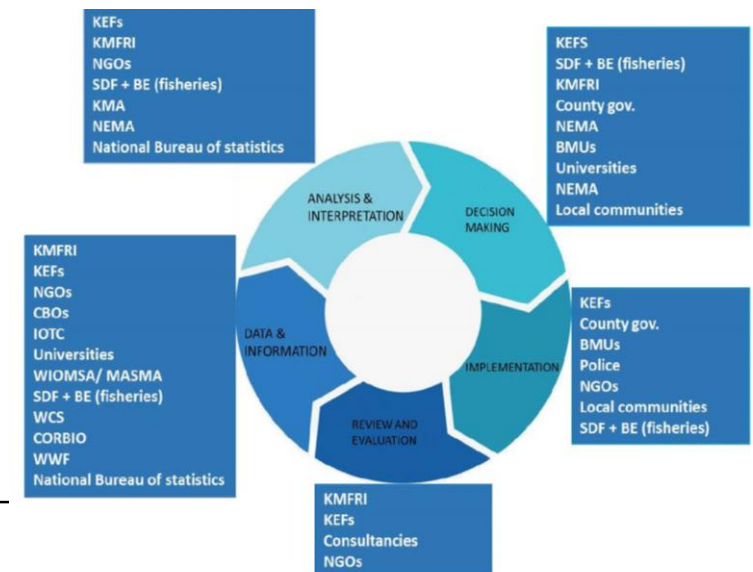 KEFs
KMFRI
NGOs
SDF + BE (fisheries)
KMA
NEMA
National Bureau of statistics
KEFS
SDF + BE (fisheries)
KMFRI
County gov.
NEMA
BMUs
Universities
NEMA
Local communities
ANALYSIS &
INTERPRETATION
DECISION
MAKING
KMFRI
KEFs
NGOs
CBOs
IOTC
Universities
WIOMSA/ MASMA
SDF + BE (fisheries)
WCS
CORBIO
WWF
National Bureau of statistics
DATA &
INFORMATION
IMPLEMENTATION
KEFs
County gov.
BMUs
Police
NGOs
Local communities
SDF + BE (fisheries)
REVIEW AND
EVALUATION
KMFRI
KEFs
Consultancies
NGOs